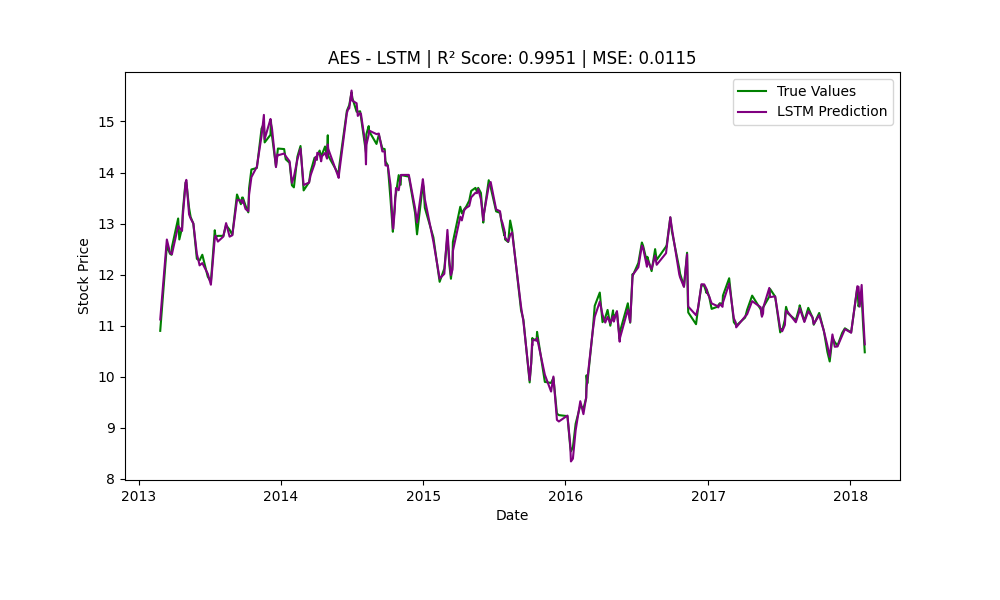 AES - LSTM | R² Score: 0.9951 | MSE: 0.0115
True Values
LSTM Prediction
Stock Price
15
14
13
12
11
10
9
8
2013 2014 2015 2016 2017 2018
Date